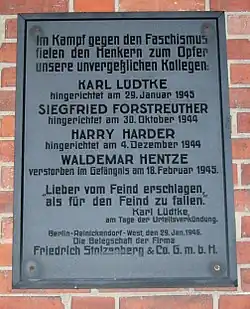 Im Kampf gegen den Faschismus
fielen den Henkern zum Opfer
unsere unvergeßlichen Kollegen:
KARL LÜDTKE
hingerichtet am 29. Januar 1945
SIEGFRIED FORSTREUTHER
hingerichtet am 30. Oktober 1944
HARRY HARDER
hingerichtet am 4. Dezember 1944
WALDEMAR HENTZE
verstorben im Gefängnis am 18. Februar 1945.
„Lieber vom Feind erschlagen,
als für den Feind zu fallen."
Karl Lüdtke,
am Tage der Urteilsverkündung.
Berlin-Reinickendorf-West, den 29. Jan. 1946.
Die Belegschaft der Firma
Friedrich Stolzenberg & Co. G. m. b. H.